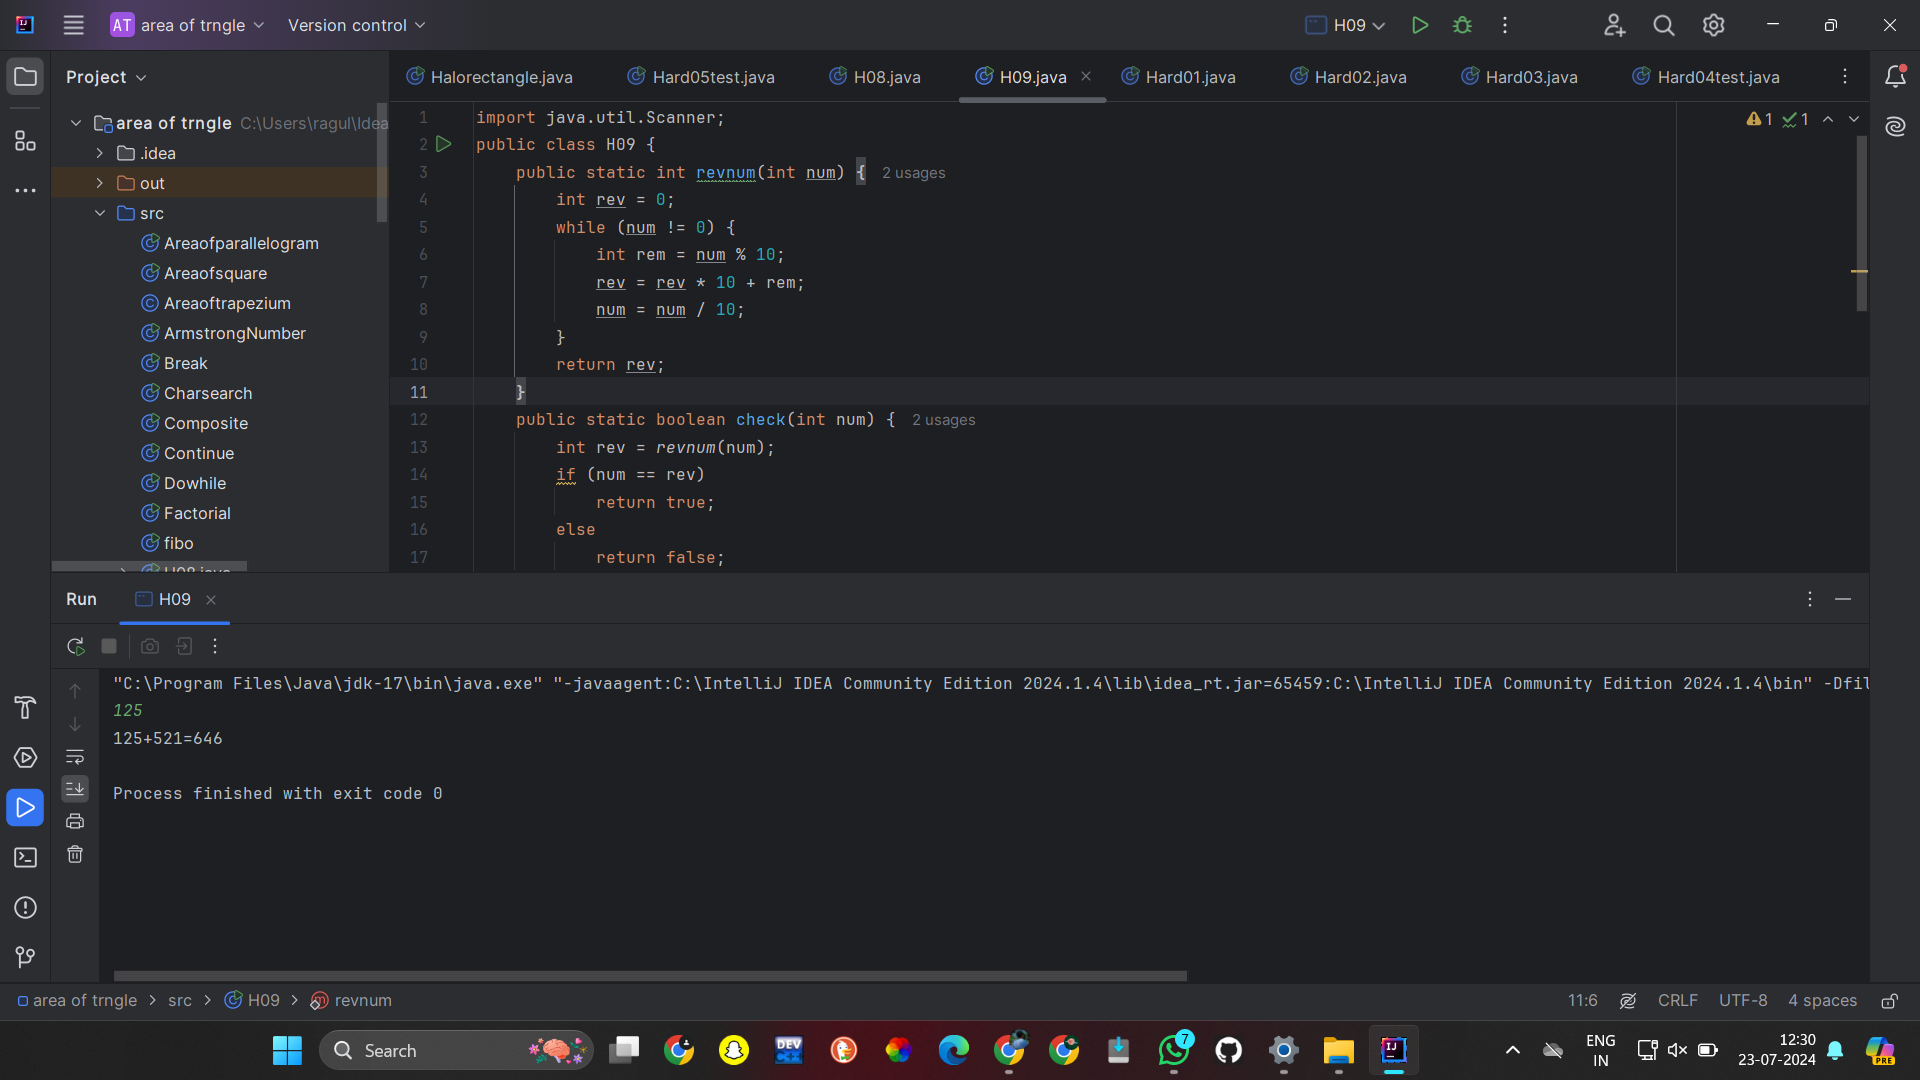 AT area of trngle Version control H09
Project
Halorectangle.java Hard05test.java H08.java H09.java Hard01.java Hard02.java Hard03.java Hard04test.java
area of trngle C:\Users\ragul\Idea
.idea
out
src
Areaofparallelogram
Areaofsquare
Areaoftrapezium
ArmstrongNumber
Break
Charsearch
Composite
Continue
Dowhile
Factorial
fibo
H08.java
1 import java.util.Scanner; 1 1
2 public class H09 {
3 public static int revnum(int num) { 2 usages
4 int rev = 0;
5 while (num != 0) {
6 int rem = num % 10;
7 rev = rev * 10 + rem;
8 num = num / 10;
9 }
10 return rev;
11 }
12 public static boolean check(int num) { 2 usages
13 int rev = revnum(num);
14 if (num == rev)
15 return true;
16 else
17 return false;
Run H09
"C:\Program Files\Java\jdk-17\bin\java.exe" "-javaagent:C:\IntelliJ IDEA Community Edition 2024.1.4\lib\idea_rt.jar=65459:C:\IntelliJ IDEA Community Edition 2024.1.4\bin" -Dfil
125
125+521=646
Process finished with exit code 0
area of trngle > src > H09 > revnum 11:6 CRLF UTF-8 4 spaces
Search DEV 7 IJ ENG 12:30
IN 23-07-2024 PRE